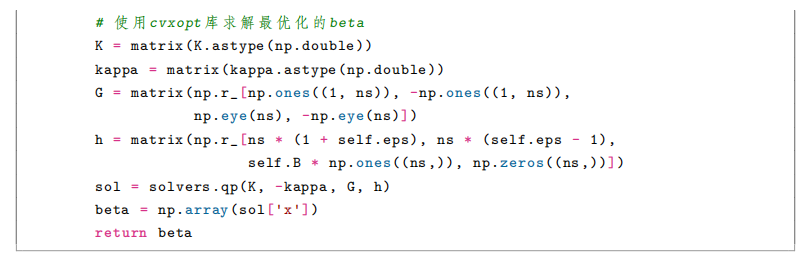 # 使用cvxopt库求解最优化的beta
K = matrix(K.astype(np.double))
kappa = matrix(kappa.astype(np.double))
G = matrix(np.r_[np.ones((1, ns)), -np.ones((1, ns)),
np.eye(ns), -np.eye(ns)])
h = matrix(np.r_[ns * (1 + self.eps), ns * (self.eps - 1),
self.B * np.ones((ns,)), np.zeros((ns,))])
sol = solvers.qp(K, -kappa, G, h)
beta = np.array(sol['x'])
return beta